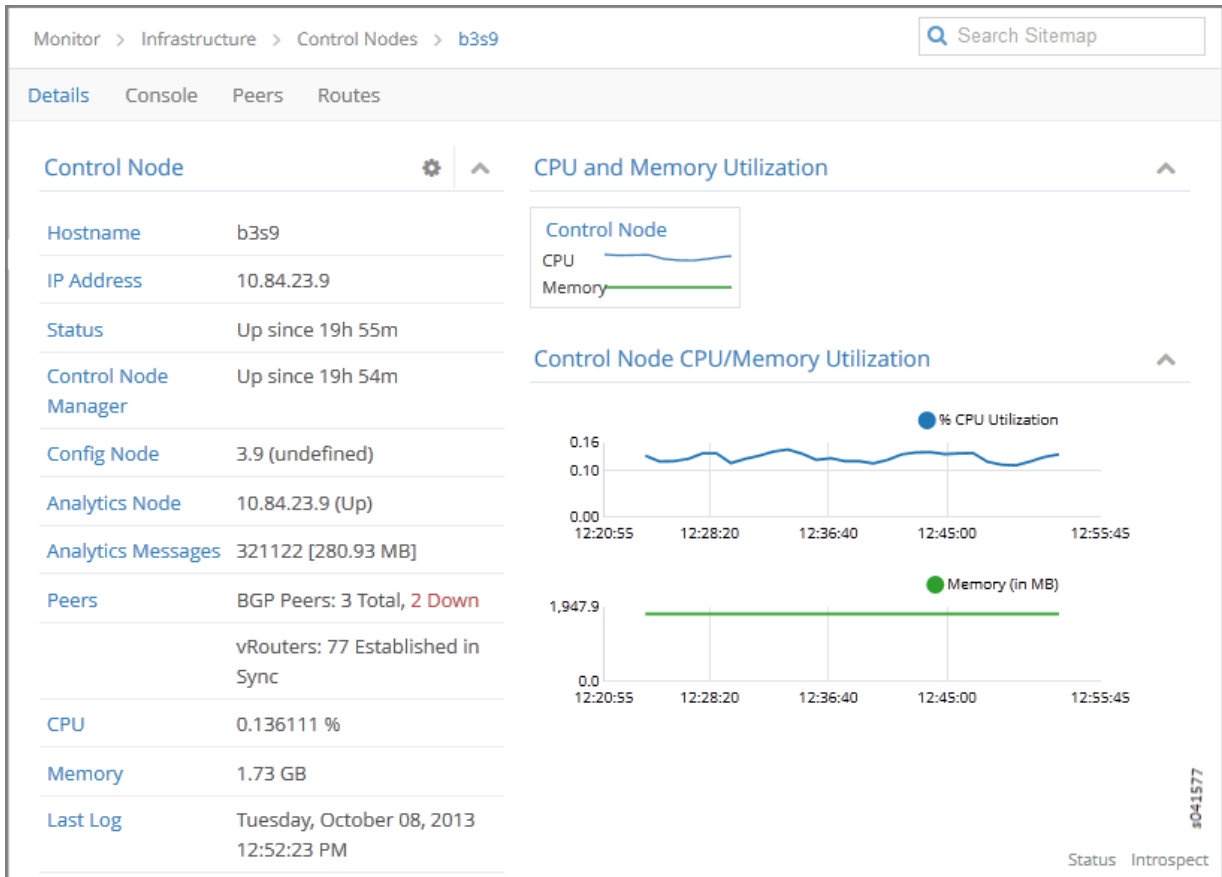 Monitor > Infrastructure > Control Nodes > b3s9
Search Sitemap
Details Console Peers Routes
Control Node
Hostname b3s9
IP Address 10.84.23.9
Status Up since 19h 55m
Control Node Manager Up since 19h 54m
Config Node 3.9 (undefined)
Analytics Node 10.84.23.9 (Up)
Analytics Messages 321122 [280.93 MB]
Peers BGP Peers: 3 Total, 2 Down
vRouters: 77 Established in
Sync
CPU 0.136111 %
Memory 1.73 GB
Last Log Tuesday, October 08, 2013
12:52:23 PM
CPU and Memory Utilization
Control Node
CPU
Memory
Control Node CPU/Memory Utilization
% CPU Utilization
0.16
0.10
0.00
12:20:55 12:28:20 12:36:40 12:45:00 12:55:45
Memory (in MB)
1,947.9
0.0
12:20:55 12:28:20 12:36:40 12:45:00 12:55:45
s041577
Status Introspect